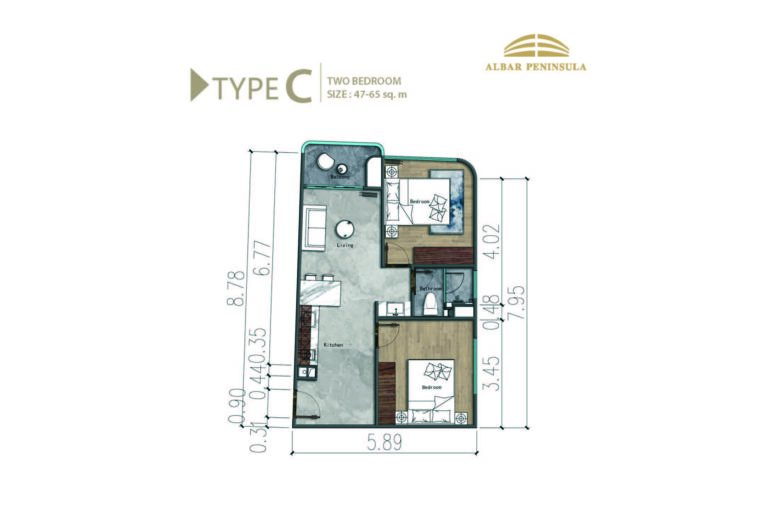 TYPE C
TWO BEDROOM
SIZE : 47-65 sq. m
ALBAR PENINSULA
Balcony
Bedroom
Living
Bathroom
Kitchen
Bedroom
8.78
6.77
0.35
0.44
0.90
0.31
4.02
0.48
7.95
3.45
5.89